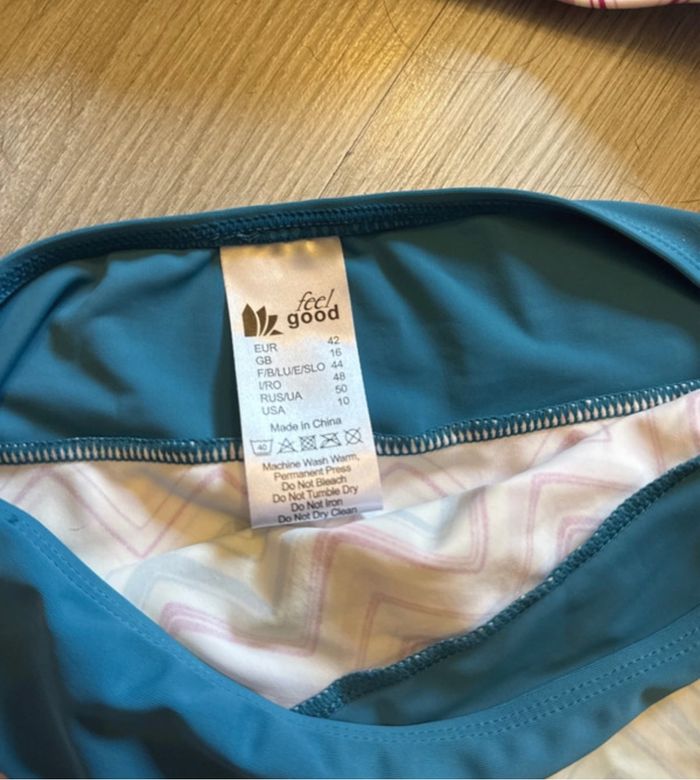 feel
good
EUR 42
GB 16
F/B/LU/E/SLO 44
I/RO 48
RUS/UA 50
USA 10
Made in China
40
Machine Wash Warm,
Permanent Press
Do Not Bleach
Do Not Tumble Dry
Do Not Iron
Do Not Dry Clean